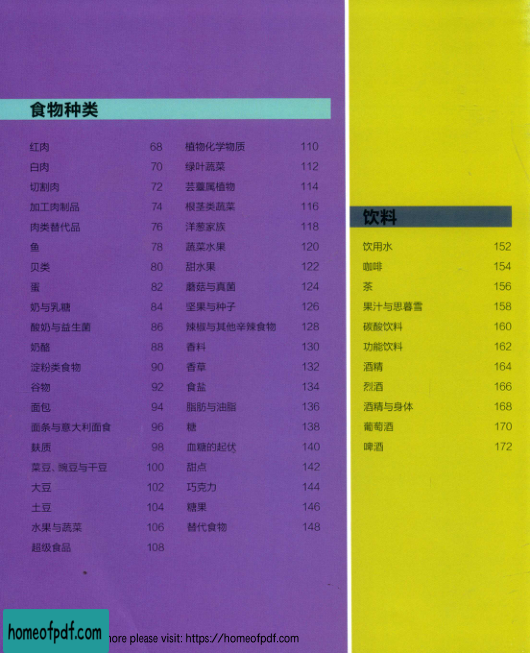 食物种类
红肉 68
白肉 70
切割肉 72
加工肉制品 74
肉类替代品 76
鱼 78
贝类 80
蛋 82
奶与乳糖 84
酸奶与益生菌 86
奶酪 88
淀粉类食物 90
谷物 92
面包 94
面条与意大利面食 96
麸质 98
菜豆、豌豆与干豆 100
大豆 102
土豆 104
水果与蔬菜 106
超级食品 108
植物化学物质 110
绿叶蔬菜 112
芸薹属植物 114
根茎类蔬菜 116
洋葱家族 118
蔬菜水果 120
甜水果 122
蘑菇与真菌 124
坚果与种子 126
辣椒与其他辛辣食物 128
香料 130
香草 132
食盐 134
脂肪与油脂 136
糖 138
血糖的起伏 140
甜点 142
巧克力 144
糖果 146
替代食物 148
饮料
饮用水 152
咖啡 154
茶 156
果汁与思慕雪 158
碳酸饮料 160
功能饮料 162
酒精 164
烈酒 166
酒精与身体 168
葡萄酒 170
啤酒 172
homeofpdf.com
more please visit: https://homeofpdf.com